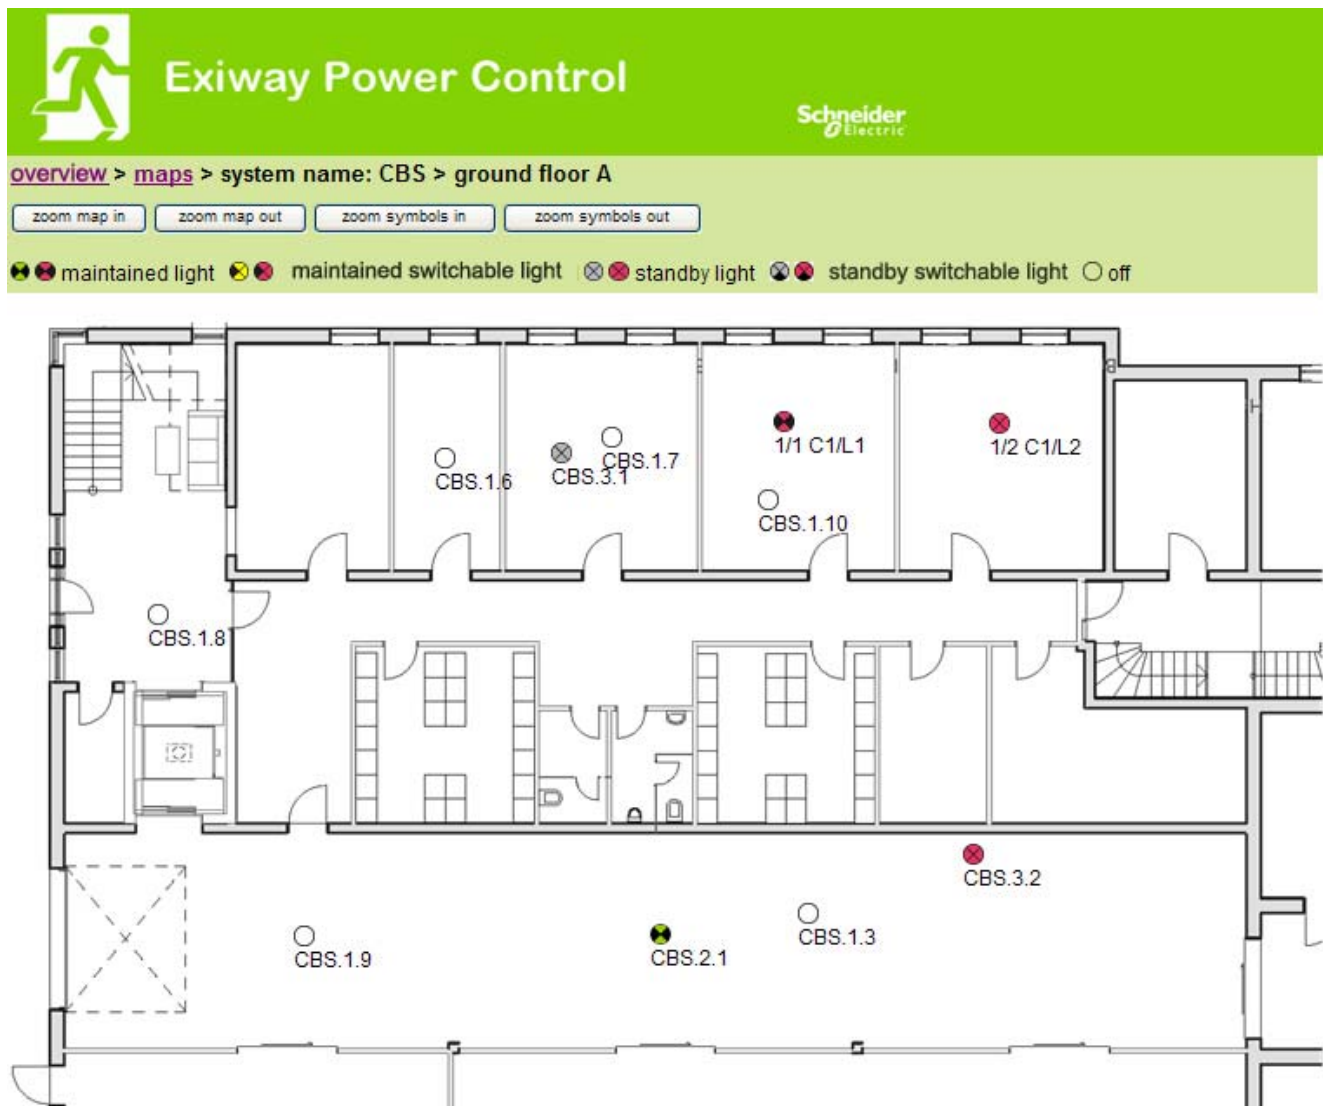 Exiway Power Control
Schneider
Electric
overview > maps > system name: CBS > ground floor A
zoom map in zoom map out zoom symbols in zoom symbols out
maintained light maintained switchable light standby light standby switchable light off
1/1 C1/L1
1/2 C1/L2
CBS.1.7
CBS.3.1
CBS.1.6
CBS.1.10
CBS.1.8
CBS.3.2
CBS.1.3
CBS.1.9
CBS.2.1